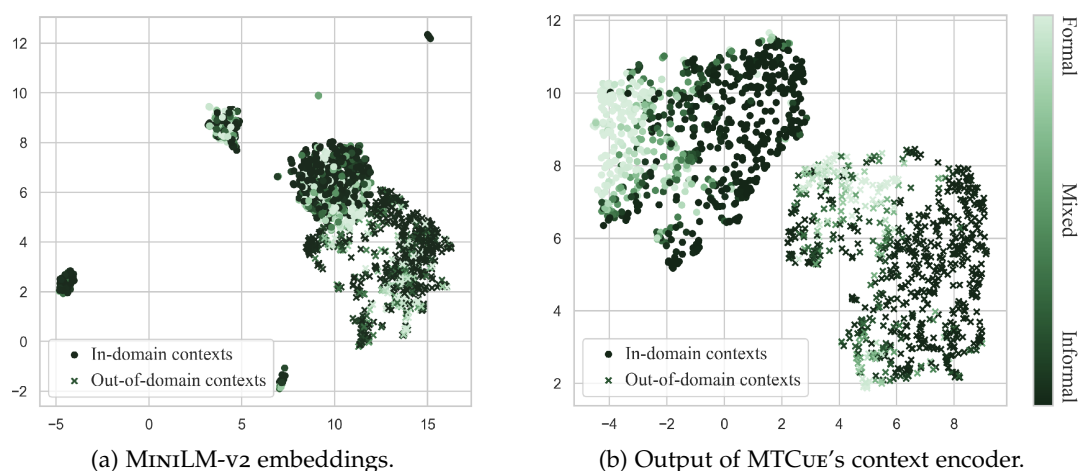 12
10
8
6
4
2
0
−2
−5
0
5
10
15
In-domain contexts
Out-of-domain contexts
(a) MiniLM-v2 embeddings.
12
10
8
6
4
2
−4
−2
0
2
4
6
8
In-domain contexts
Out-of-domain contexts
(b) Output of MTCue's context encoder.
Formal
Mixed
Informal